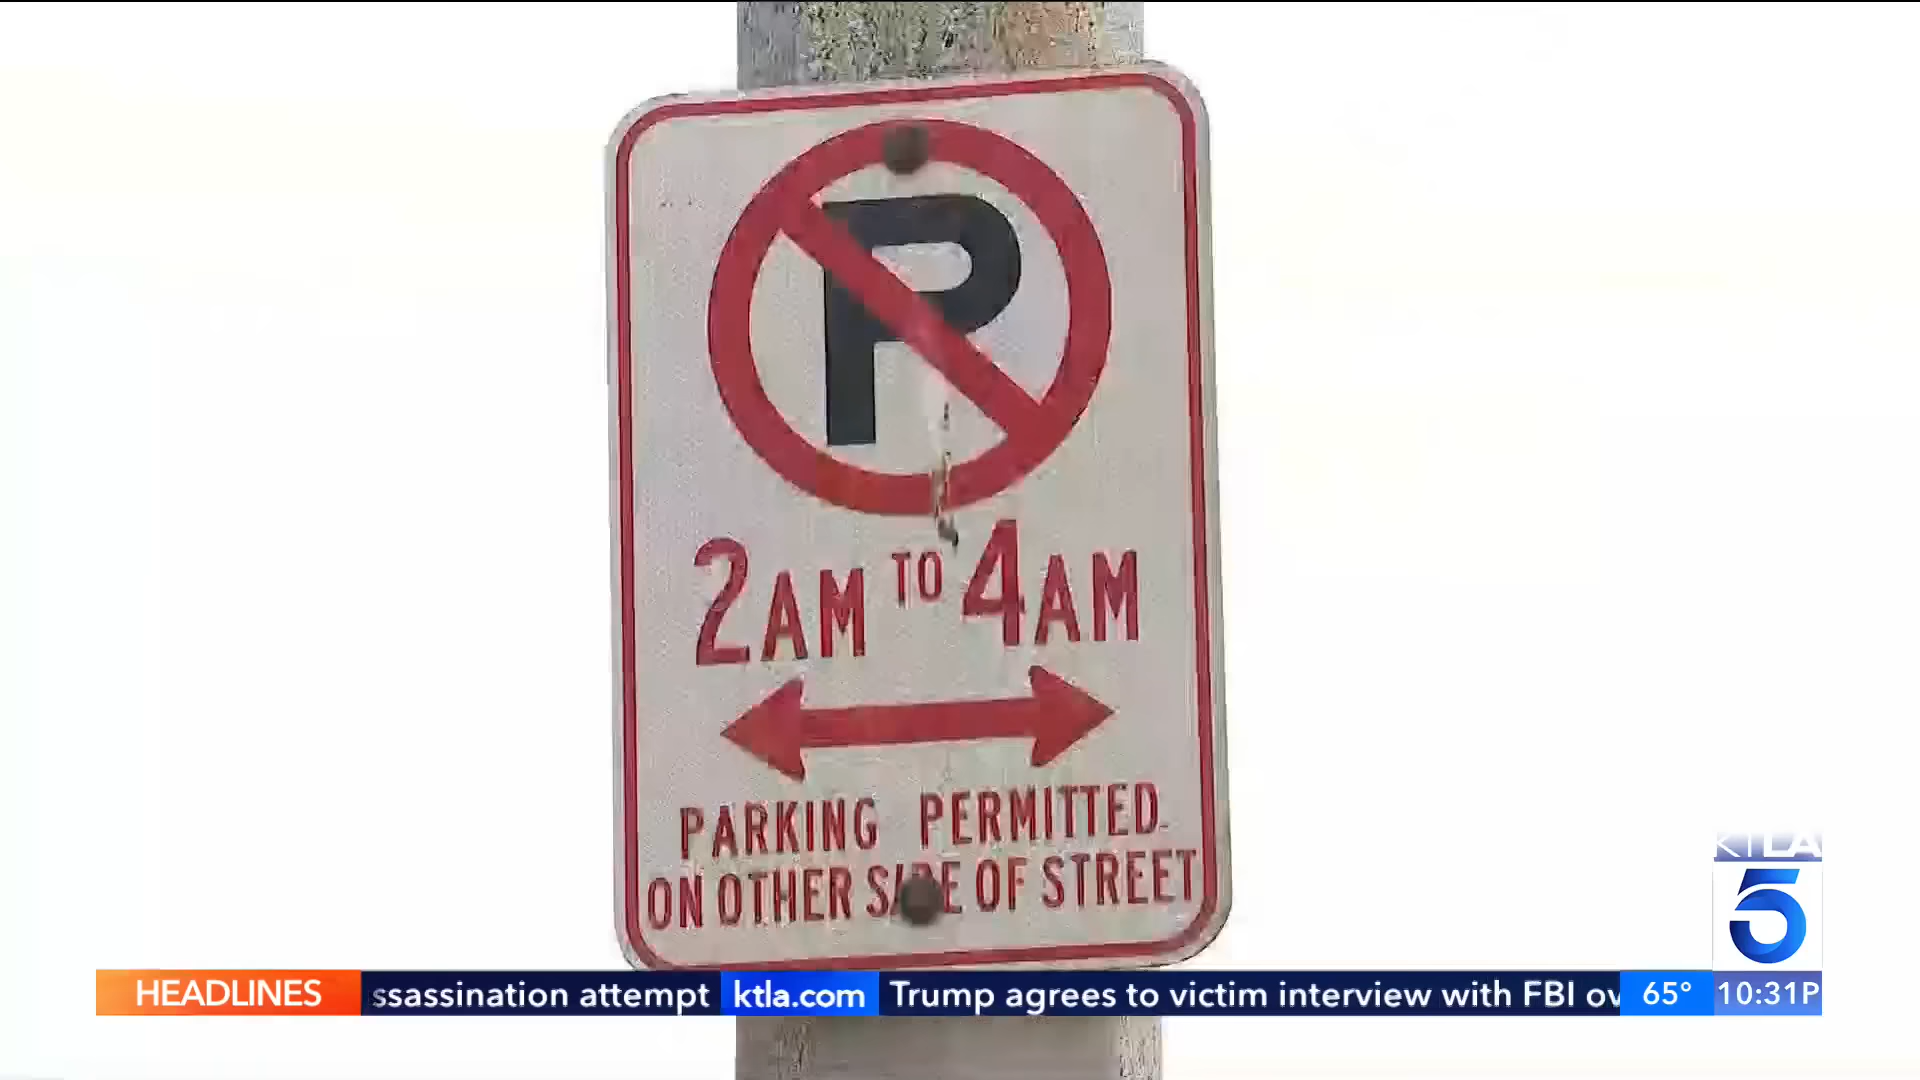 P
2AM TO 4AM
PARKING PERMITTED
ON OTHER SIDE OF STREET
KTLA
5
HEADLINES ssassination attempt ktla.com Trump agrees to victim interview with FBI ov 65° 10:31P